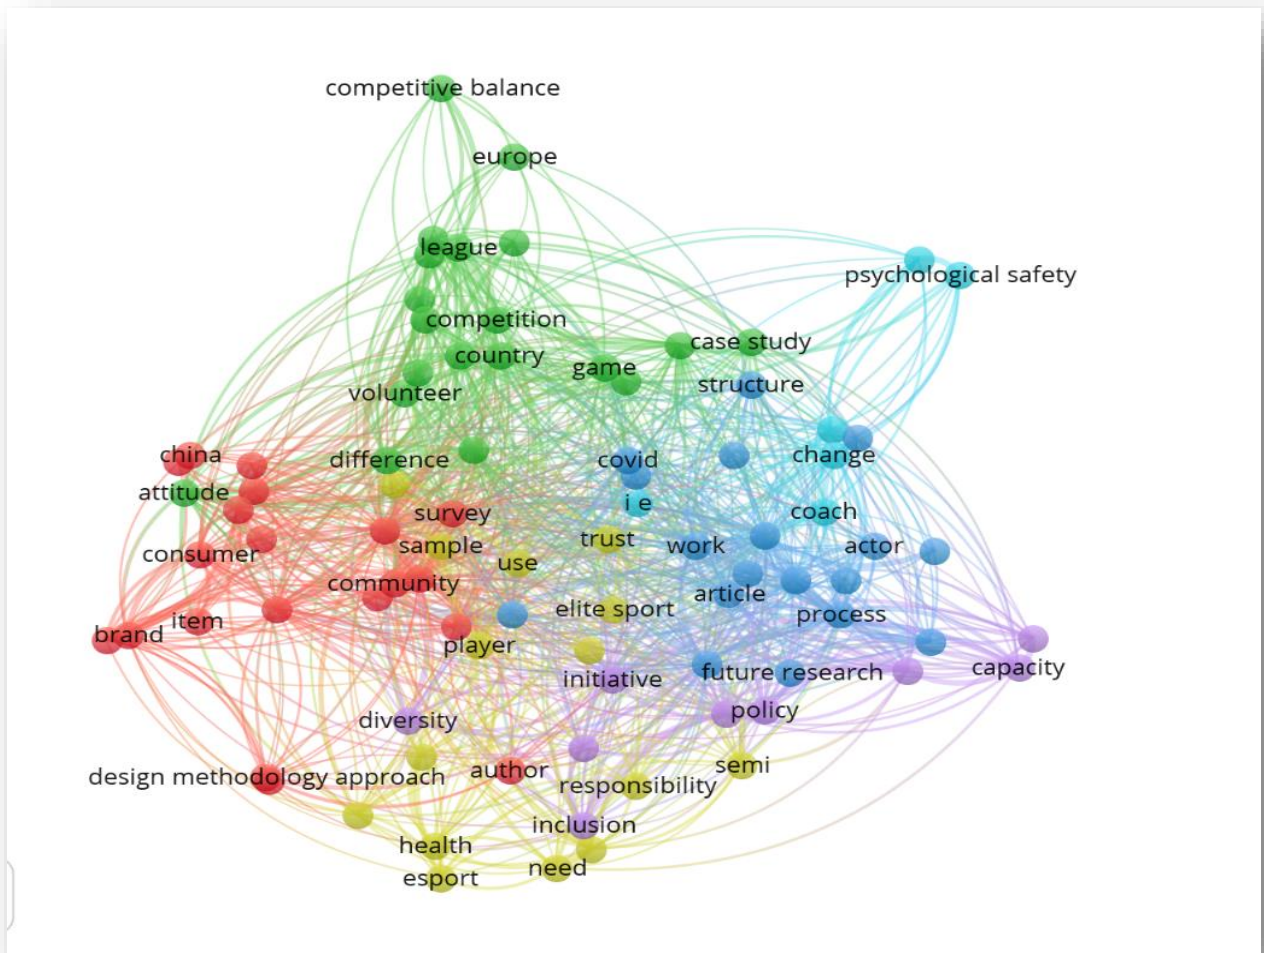 competitive balance
europe
league
psychological safety
competition
case study
country
game
structure
volunteer
china
difference
covid
change
attitude
i e
survey
coach
trust
work
actor
sample
consumer
use
community
article
elite sport
process
item
brand
player
initiative
future research
capacity
policy
diversity
semi
design methodology approach
author
responsibility
inclusion
health
need
esport